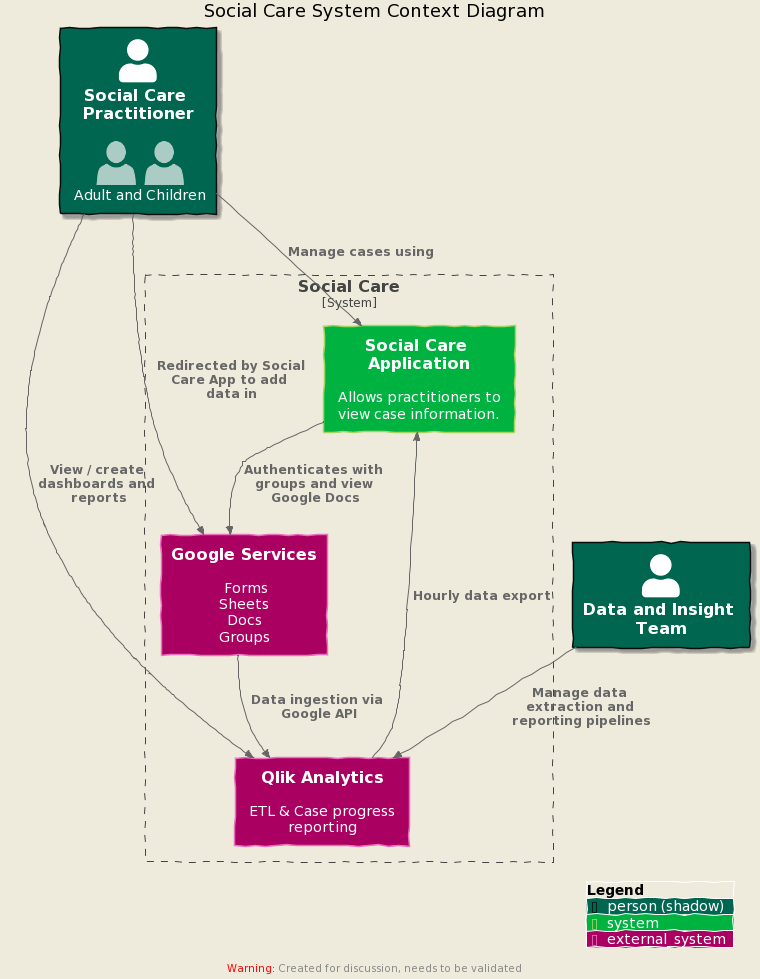 Social Care System Context Diagram
Social Care
Practitioner
Adult and Children
Manage cases using
Social Care
[System]
Social Care
Application
Allows practitioners to
view case information.
Redirected by Social
Care App to add
data in
View / create
dashboards and
reports
Authenticates with
groups and view
Google Docs
Google Services
Forms
Sheets
Docs
Groups
Hourly data export
Data and Insight
Team
Data ingestion via
Google API
Manage data
extraction and
reporting pipelines
Qlik Analytics
ETL & Case progress
reporting
Legend
person (shadow)
system
external system
Warning: Created for discussion, needs to be validated